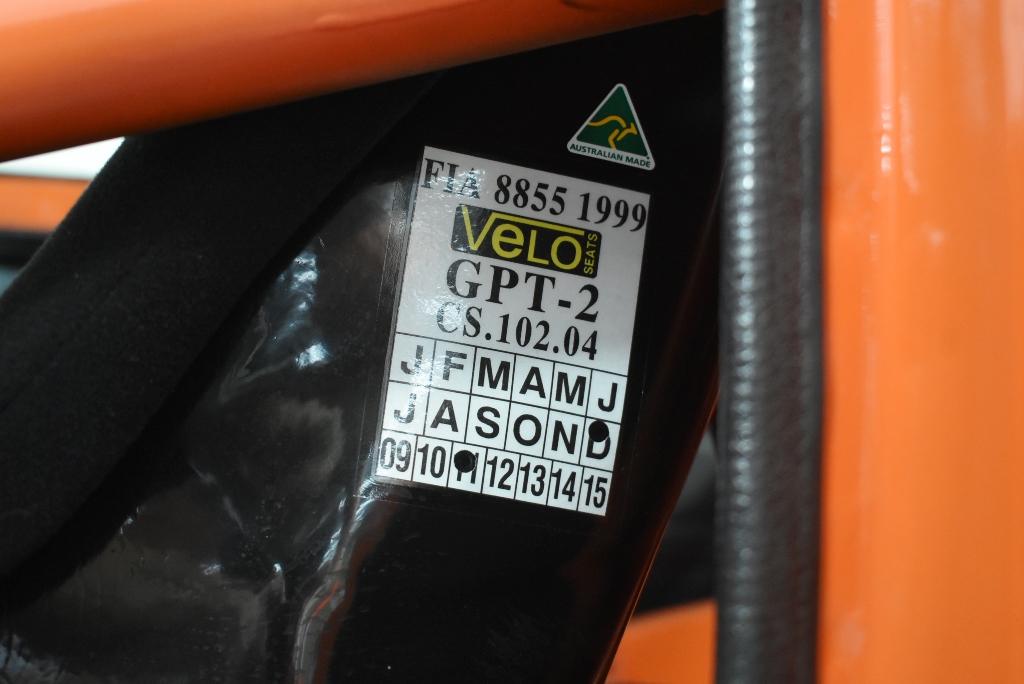 AUSTRALIAN MADE
FIA 8855 1999
VELO SEATS
GPT-2
CS.102.04
J F M A M J
J A S O N D
09 10 11 12 13 14 15